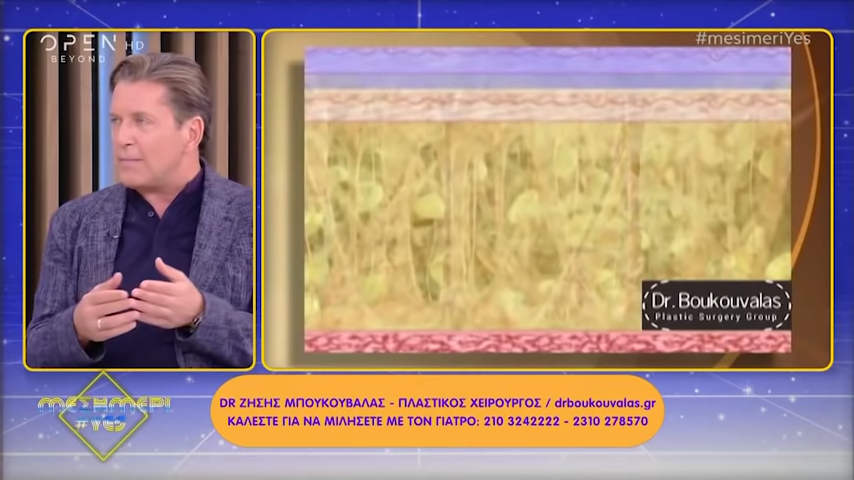 OPEN HD
BEYOND
#mesimeriYes
Dr. Boukouvalas
Plastic Surgery Group
ΜΕΣΗΜΕΡΙ
#YES
DR ΖΗΣΗΣ ΜΠΟΥΚΟΥΒΑΛΑΣ - ΠΛΑΣΤΙΚΟΣ ΧΕΙΡΟΥΡΓΟΣ / drboukouvalas.gr
ΚΑΛΕΣΤΕ ΓΙΑ ΝΑ ΜΙΛΗΣΕΤΕ ΜΕ ΤΟΝ ΓΙΑΤΡΟ: 210 3242222 - 2310 278570